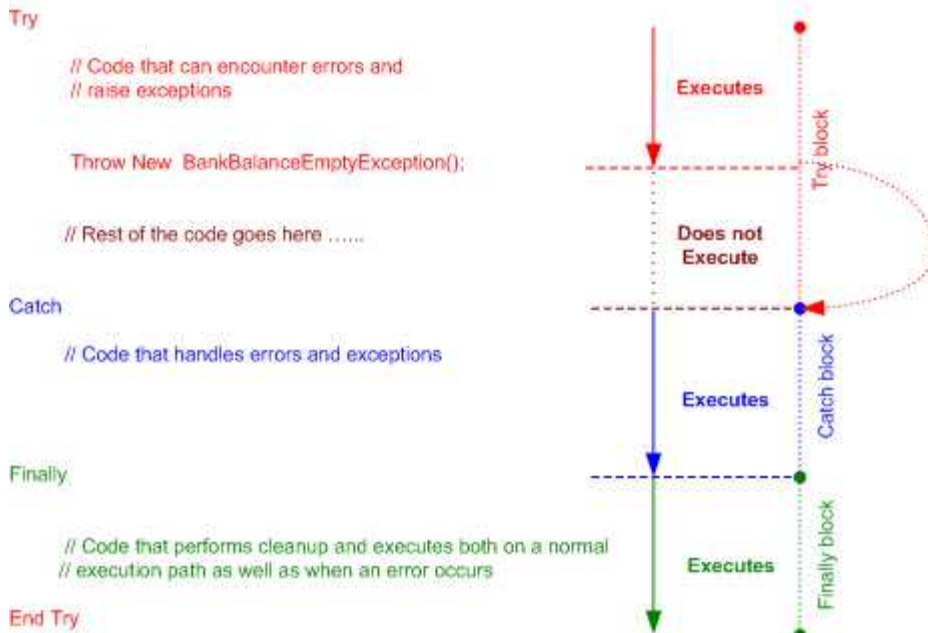 Try
// Code that can encounter errors and
// raise exceptions
Executes
Try block
Throw New BankBalanceEmptyException();
// Rest of the code goes here ......
Does not
Execute
Catch
// Code that handles errors and exceptions
Executes
Catch block
Finally
// Code that performs cleanup and executes both on a normal
// execution path as well as when an error occurs
Executes
Finally block
End Try